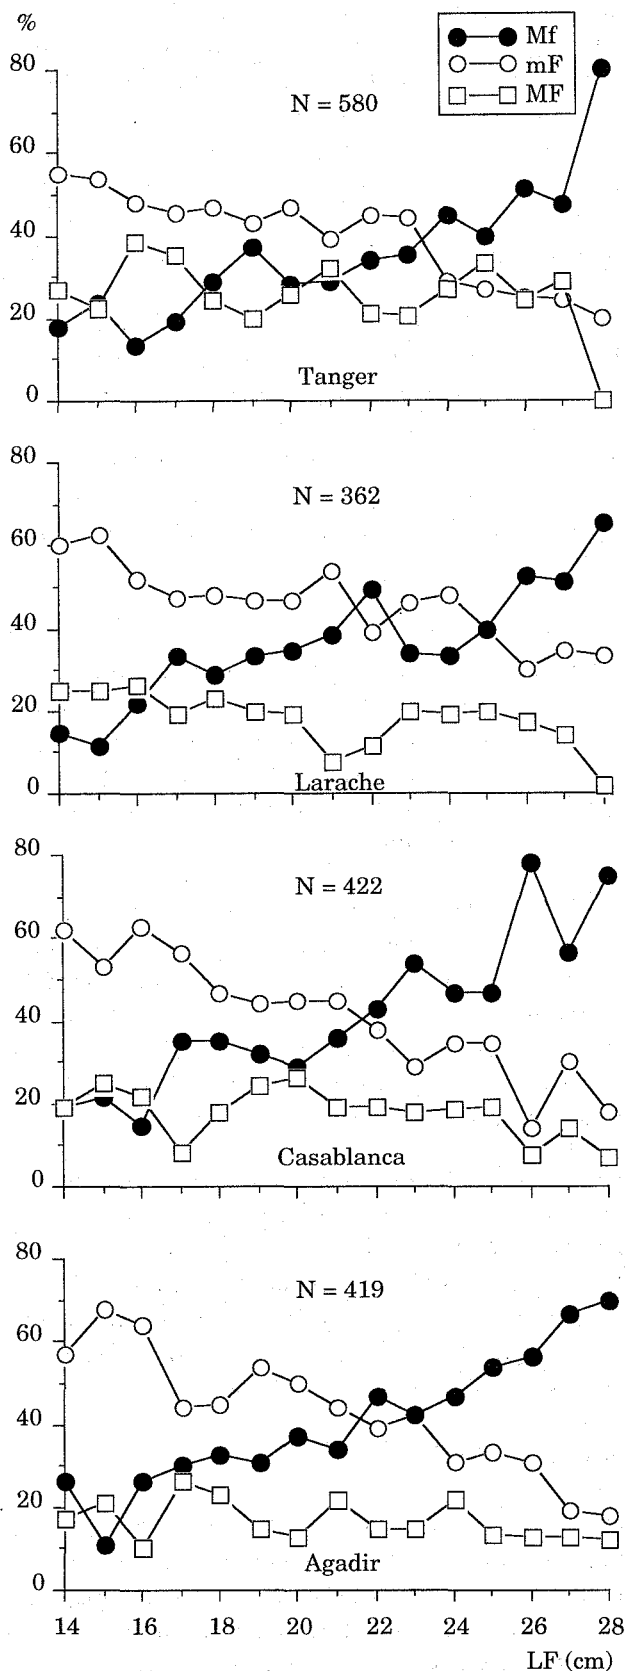 %
Mf
mF
MF
80
N = 580
60
40
20
Tanger
0
80
N = 362
60
40
20
Larache
0
80
N = 422
60
40
20
Casablanca
0
80
N = 419
60
40
20
Agadir
0
14 16 18 20 22 24 26 28
LF (cm)